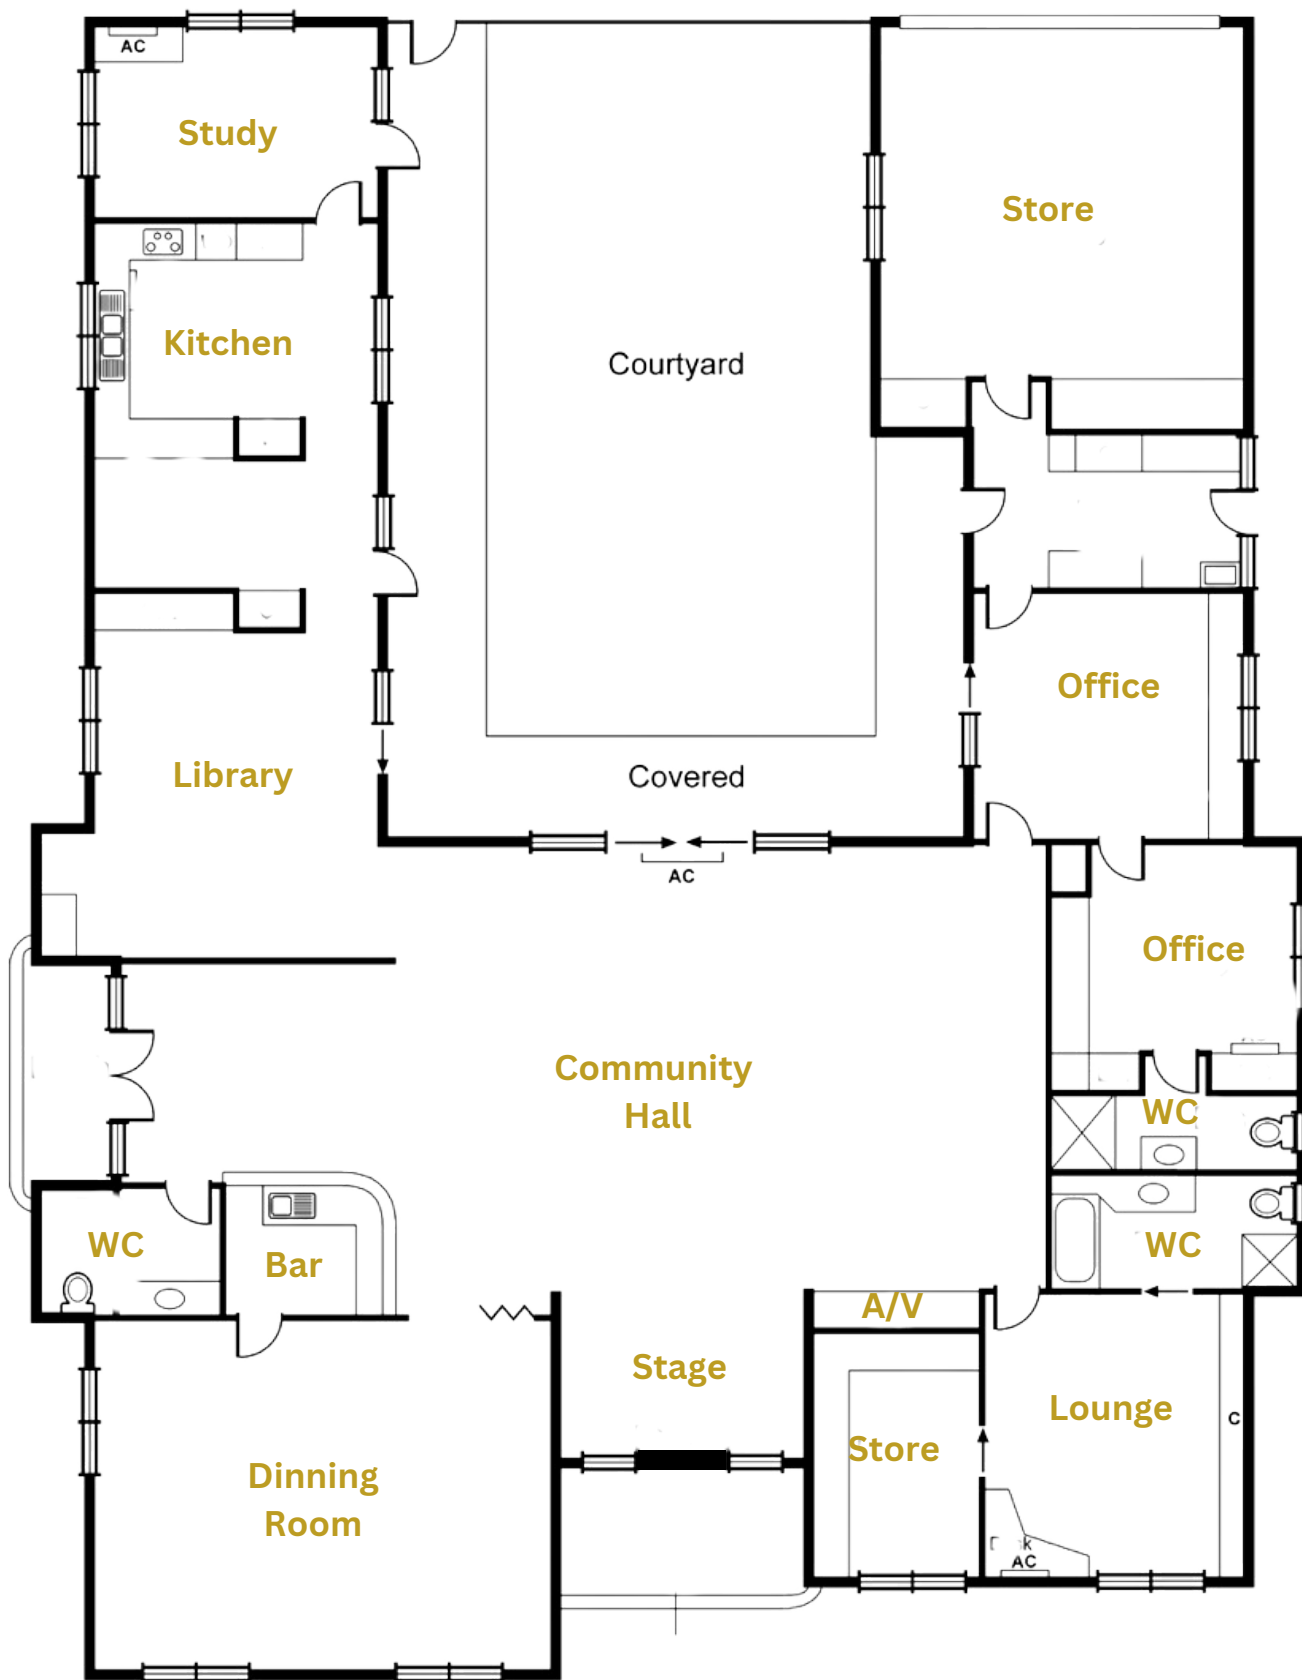 AC
Study
Store
Kitchen
Courtyard
Office
Library
Covered
AC
Office
Community
Hall
WC
WC
WC
Bar
A/V
Stage
Lounge
C
Store
Dinning
Room
AC